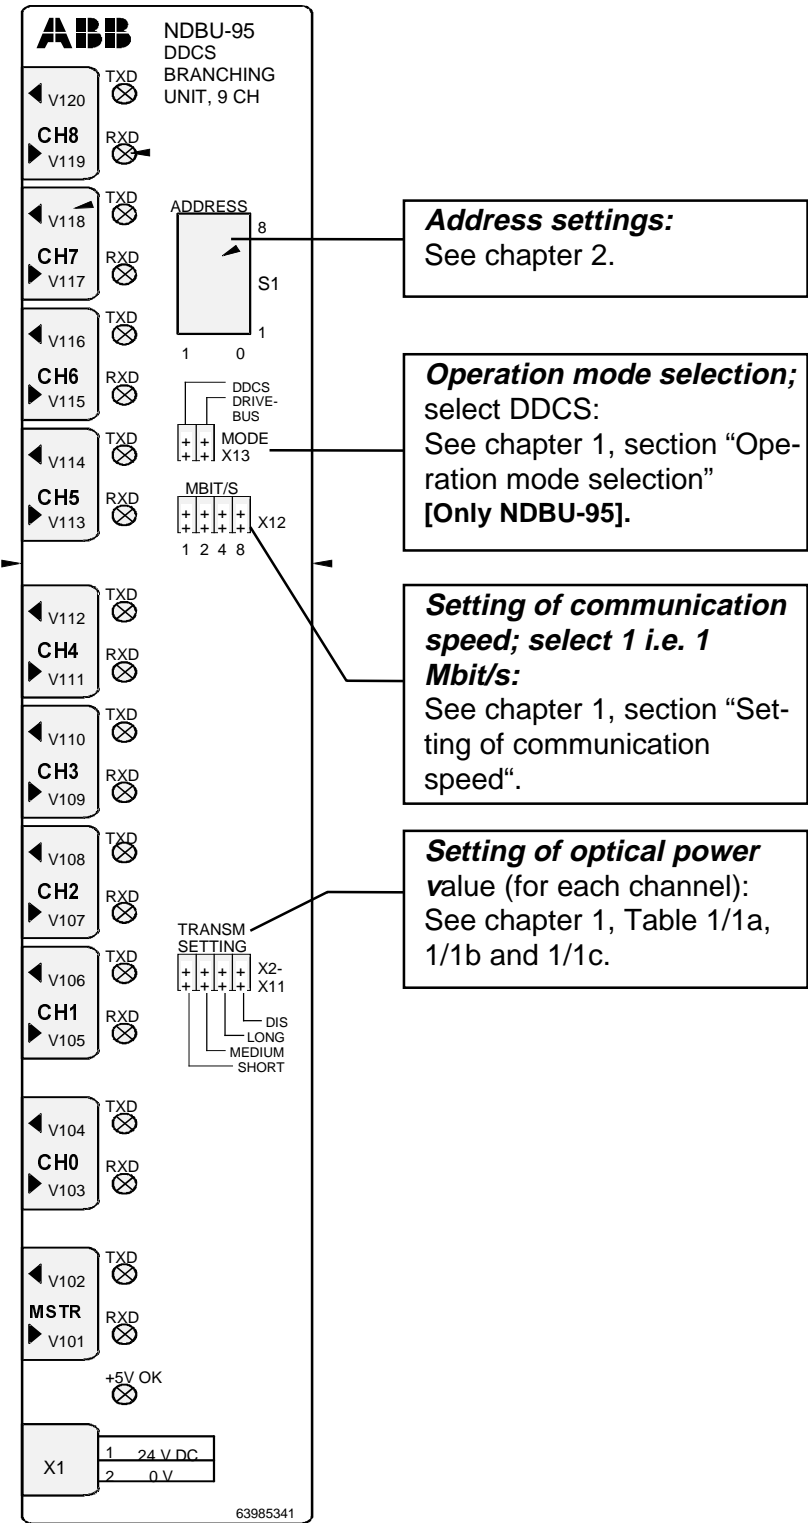 ABB
NDBU-95
DDCS
BRANCHING
UNIT, 9 CH
TXD
V120
CH8
RXD
V119
TXD
V118
CH7
RXD
V117
ADDRESS
8
S1
1
1 0
Address settings:
See chapter 2.
TXD
V116
CH6
RXD
V115
DDCS
DRIVE-
BUS
+ +
+ +
MODE
X13
Operation mode selection;
select DDCS:
See chapter 1, section “Ope-
ration mode selection”
[Only NDBU-95].
TXD
V114
CH5
RXD
V113
MBIT/S
+ + + +
+ + + +
X12
1 2 4 8
Setting of communication
speed; select 1 i.e. 1
Mbit/s:
See chapter 1, section “Set-
ting of communication
speed“.
TXD
V112
CH4
RXD
V111
TXD
V110
CH3
RXD
V109
TXD
V108
CH2
RXD
V107
Setting of optical power
value (for each channel):
See chapter 1, Table 1/1a,
1/1b and 1/1c.
TRANSM
SETTING
+ + + +
+ + + +
X2-
X11
DIS
LONG
MEDIUM
SHORT
TXD
V106
CH1
RXD
V105
TXD
V104
CH0
RXD
V103
TXD
V102
MSTR
RXD
V101
+5V OK
X1
1 24 V DC
2 0 V
63985341